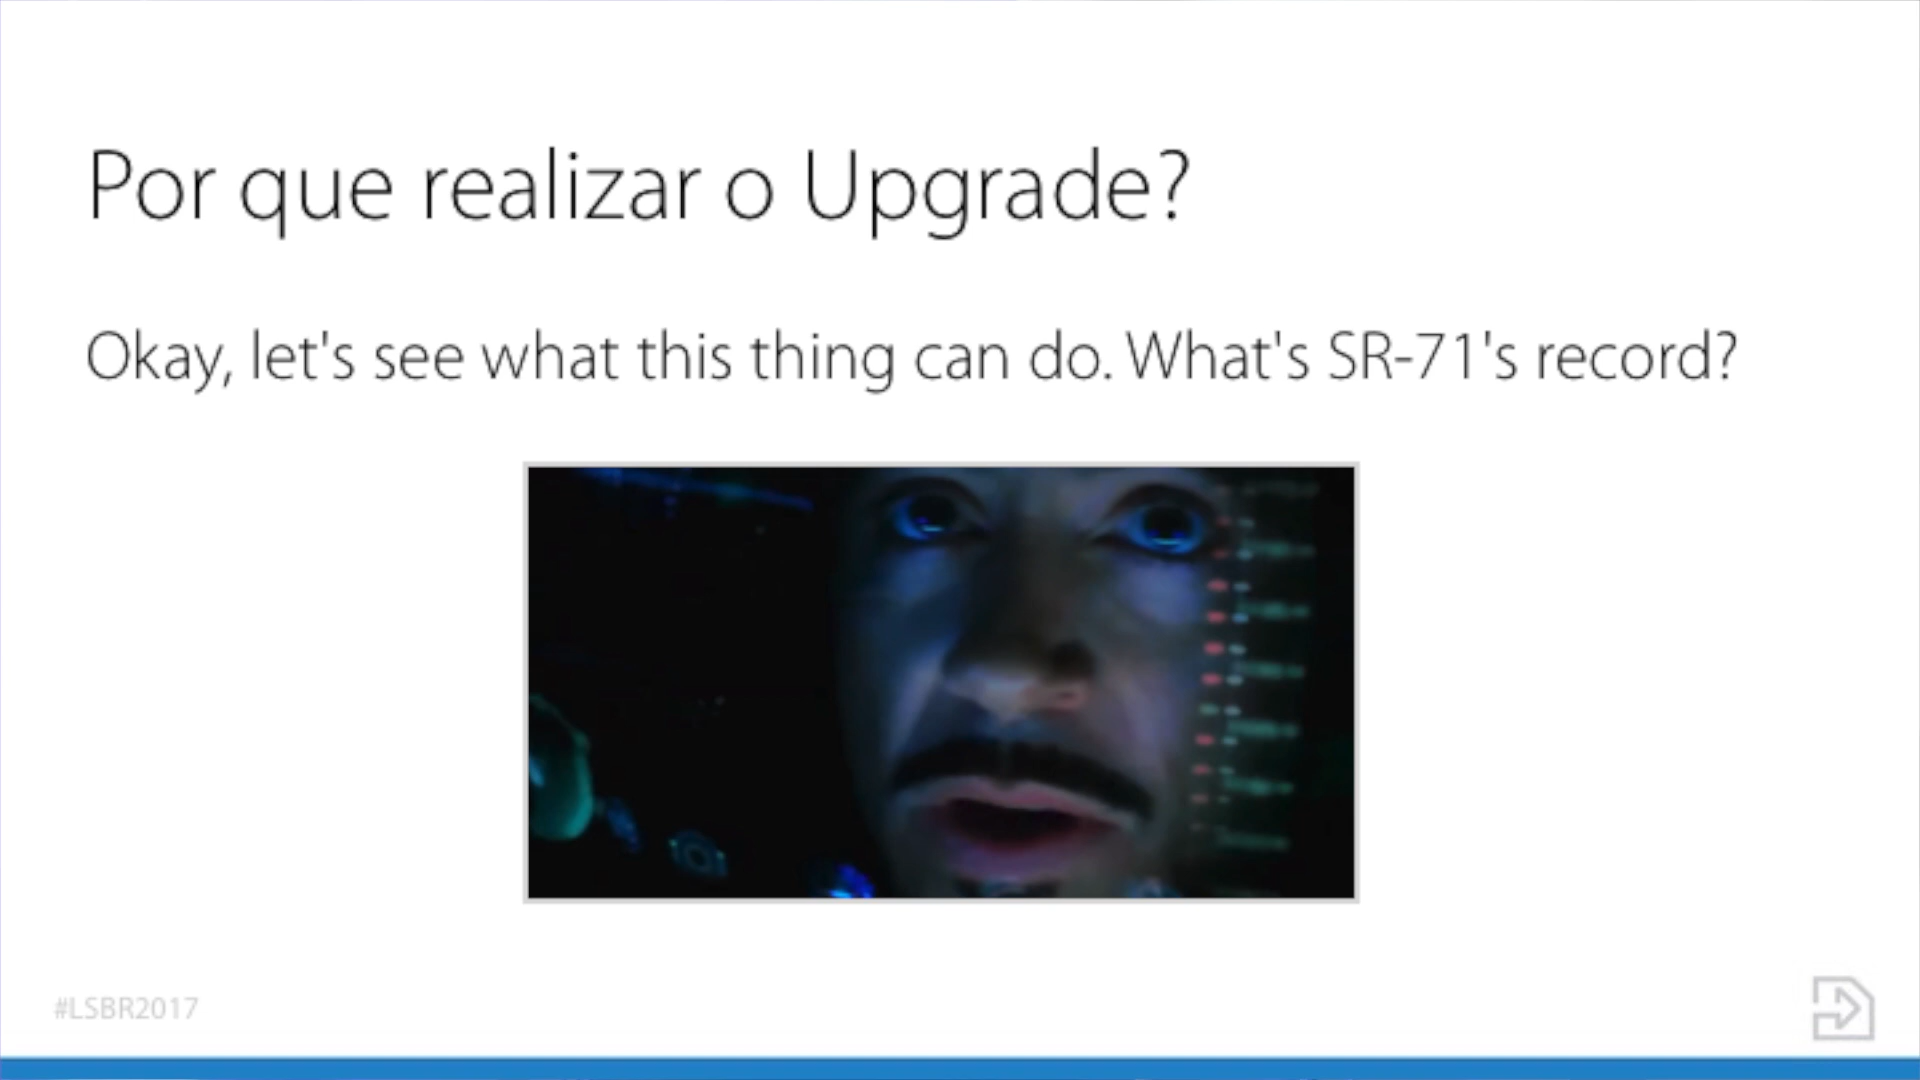 Por que realizar o Upgrade?
Okay, let's see what this thing can do. What's SR-71's record?
#LSBR2017